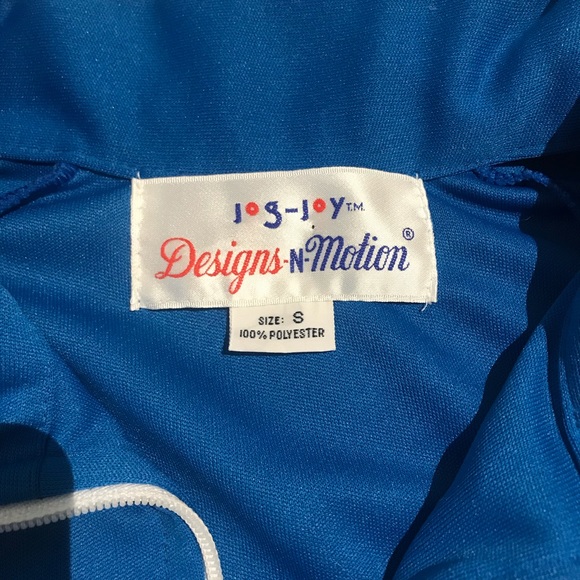 JOg-JOY T.M.
Designs-N-Motion ®
SIZE: S
100% POLYESTER